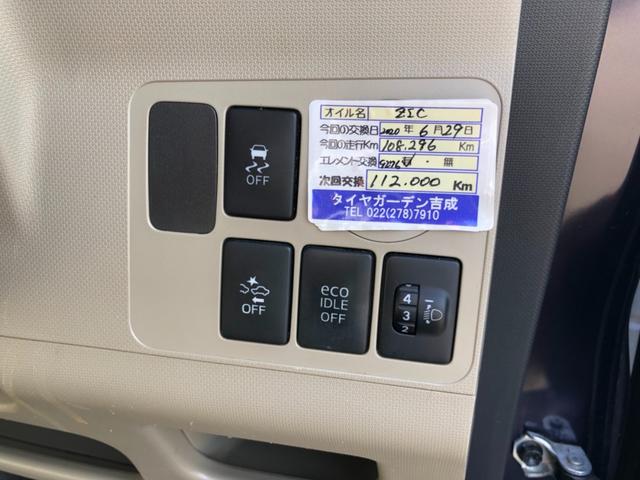 オイル名 ZIC
今回の交換日 2020年 6月29日
今回の走行Km 108.296 Km
エレメント交換 有・無
次回交換 112.000 Km
タイヤガーデン吉成
TEL 022(278)7910
OFF
OFF
eco
IDLE
OFF
4
3
2